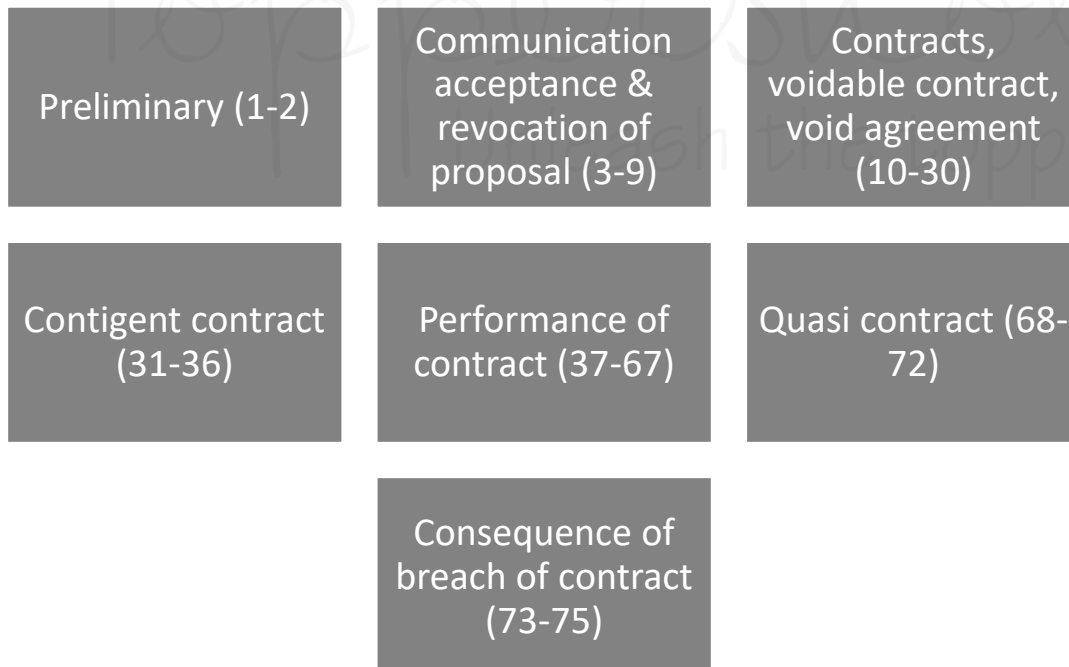 Preliminary (1-2)
Communication
acceptance &
revocation of
proposal (3-9)
Contracts,
voidable contract,
void agreement
(10-30)
Contigent contract
(31-36)
Performance of
contract (37-67)
Quasi contract (68-
72)
Consequence of
breach of contract
(73-75)